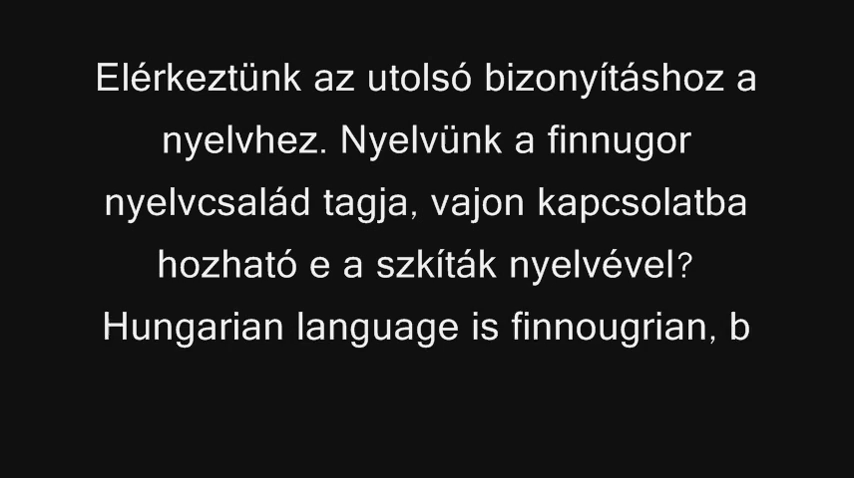 Elérkeztünk az utolsó bizonyításhoz a
nyelvhez. Nyelvünk a finnugor
nyelvcsalád tagja, vajon kapcsolatba
hozható e a szkíták nyelvével?
Hungarian language is finnougrian, b